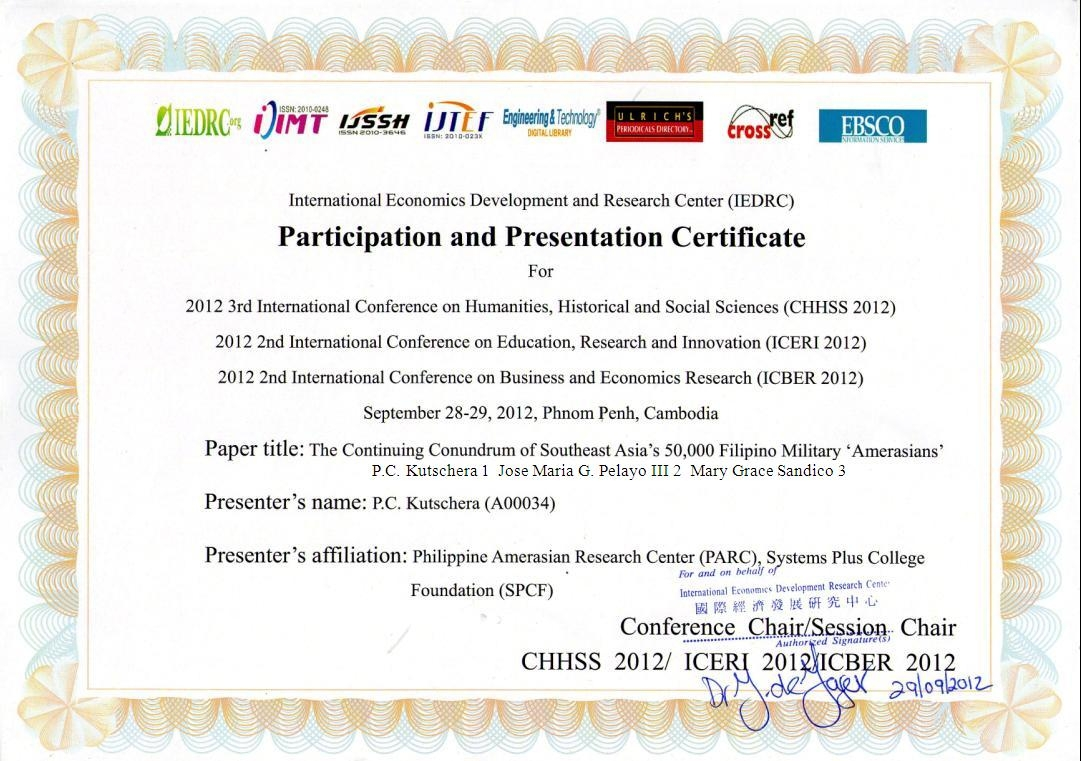 IEDRC.org IJIMT ISSN: 2010-0248 IJSSH ISSN 2010-3646 IJTEF ISSN: 2010-023X Engineering & Technology DIGITAL LIBRARY ULRICH'S PERIODICALS DIRECTORY™ crossref EBSCO INFORMATION SERVICES
International Economics Development and Research Center (IEDRC)
Participation and Presentation Certificate
For
2012 3rd International Conference on Humanities, Historical and Social Sciences (CHHSS 2012)
2012 2nd International Conference on Education, Research and Innovation (ICERI 2012)
2012 2nd International Conference on Business and Economics Research (ICBER 2012)
September 28-29, 2012, Phnom Penh, Cambodia
Paper title: The Continuing Conundrum of Southeast Asia's 50,000 Filipino Military ‘Amerasians’
P.C. Kutschera 1 Jose Maria G. Pelayo III 2 Mary Grace Sandico 3
Presenter's name: P.C. Kutschera (A00034)
Presenter's affiliation: Philippine Amerasian Research Center (PARC), Systems Plus College
Foundation (SPCF)
For and on behalf of
International Economics Development Research Center
國際經濟發展研究中心
Conference Chair/Session Chair
Authorized Signature(s)
CHHSS 2012/ ICERI 2012/ICBER 2012
Dr Y. de Jager 29/09/2012